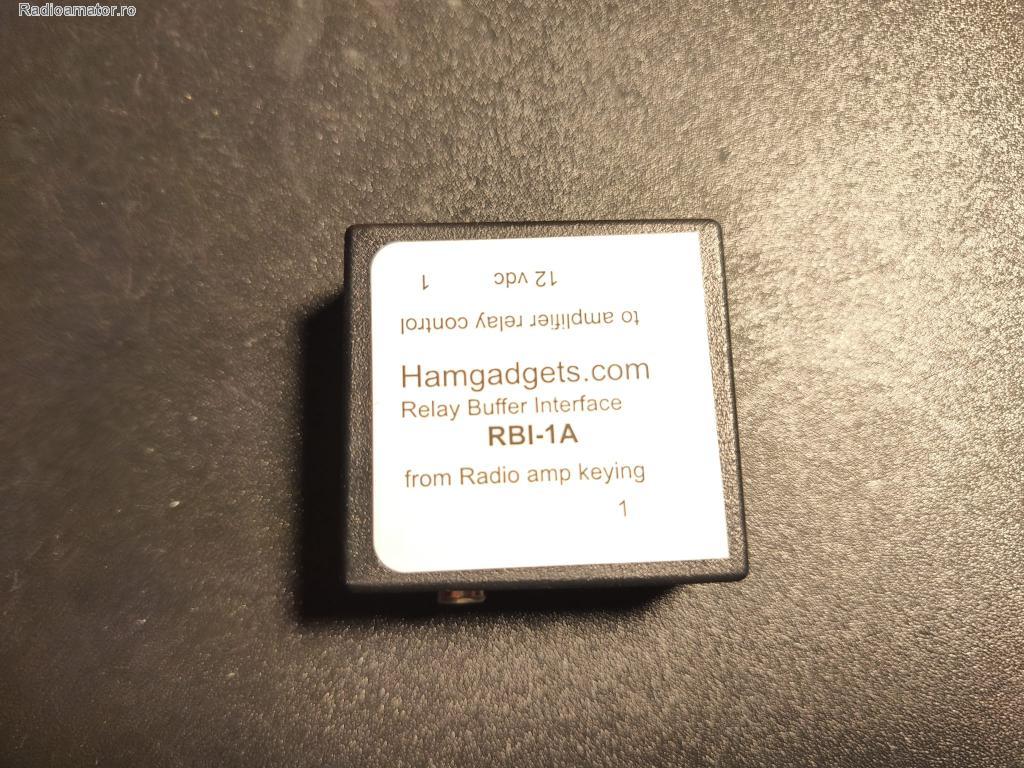 Radioamator.ro
1 12 vdc
to amplifier relay control
Hamgadgets.com
Relay Buffer Interface
RBI-1A
from Radio amp keying
1